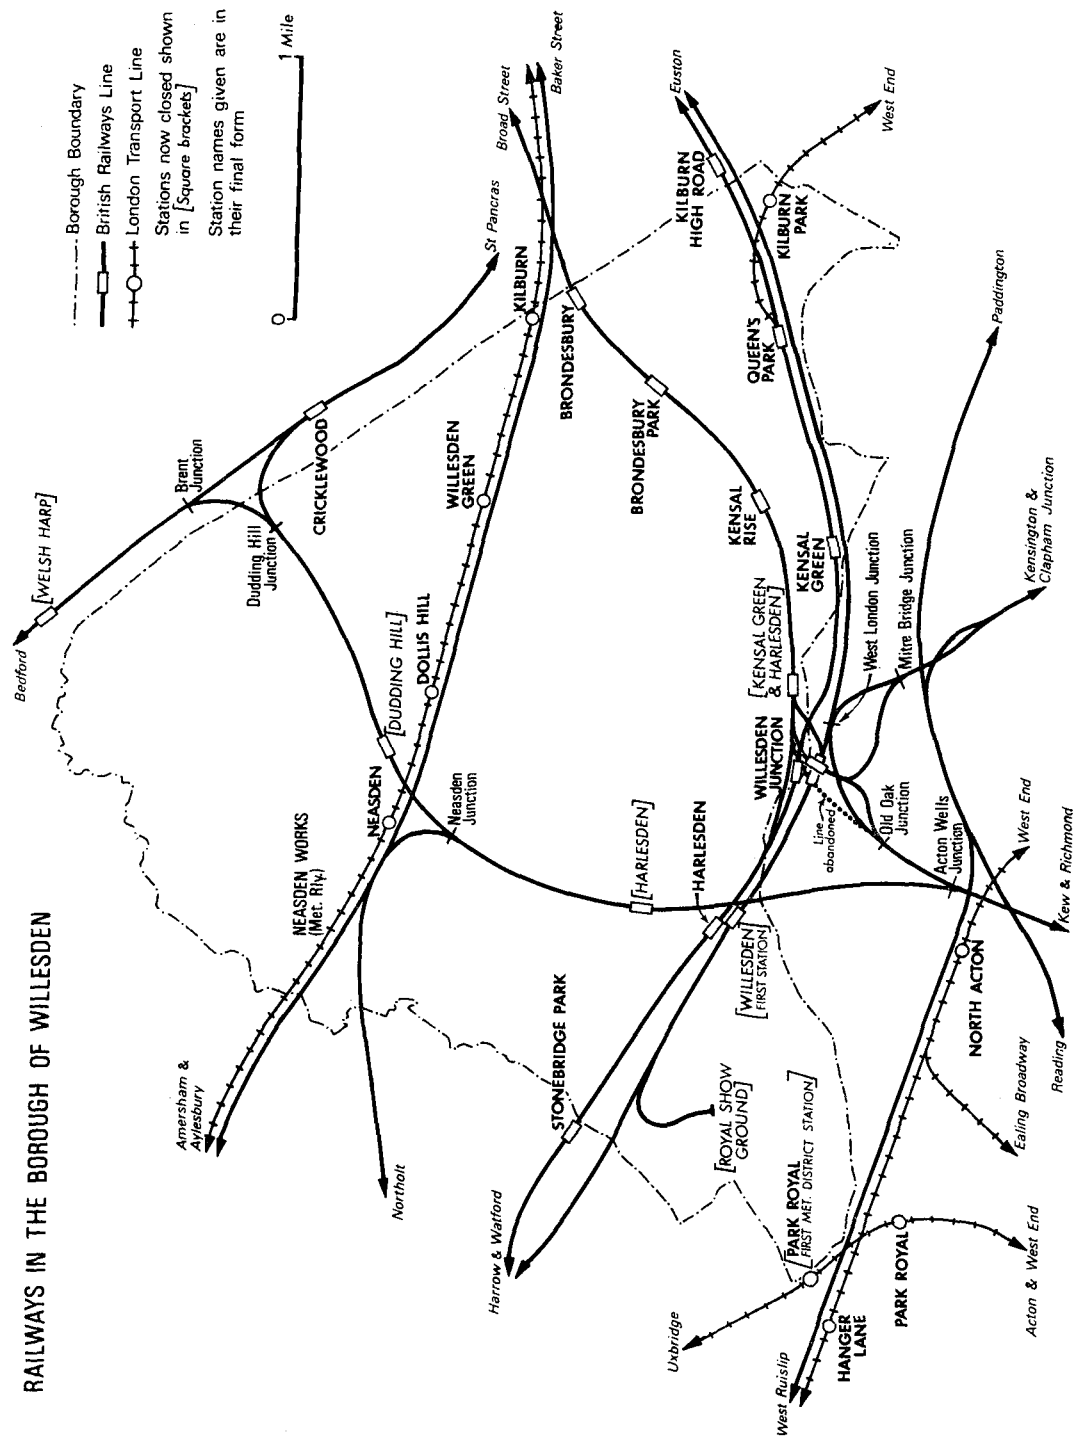 RAILWAYS IN THE BOROUGH OF WILLESDEN
Borough Boundary
British Railways Line
London Transport Line
Stations now closed shown
in [Square brackets]
Station names given are in
their final form
0
1 Mile
Bedford
[WELSH HARP]
Brent
Junction
Dudding Hill
Junction
CRICKLEWOOD
St Pancras
Broad Street
Baker Street
KILBURN
WILLESDEN
GREEN
BRONDESBURY
BRONDESBURY
PARK
DOLLIS HILL
[DUDDING HILL]
NEASDEN
Neasden
Junction
NEASDEN WORKS
(Met. Rly.)
Amersham &
Aylesbury
Northolt
Euston
KILBURN
HIGH ROAD
West End
KILBURN
PARK
QUEEN'S
PARK
KENSAL
RISE
KENSAL
GREEN
[KENSAL GREEN
& HARLESDEN]
WILLESDEN
JUNCTION
West London Junction
Mitre Bridge Junction
Paddington
Kensington &
Clapham Junction
Line
abandoned
Old Oak
Junction
Acton Wells
Junction
West End
Kew & Richmond
[HARLESDEN]
HARLESDEN
[WILLESDEN
FIRST STATION]
STONEBRIDGE PARK
[ROYAL SHOW
GROUND]
Harrow & Watford
NORTH ACTON
Reading
Ealing Broadway
PARK ROYAL
[FIRST MET. DISTRICT STATION]
PARK ROYAL
Acton & West End
Uxbridge
HANGER
LANE
West Ruislip